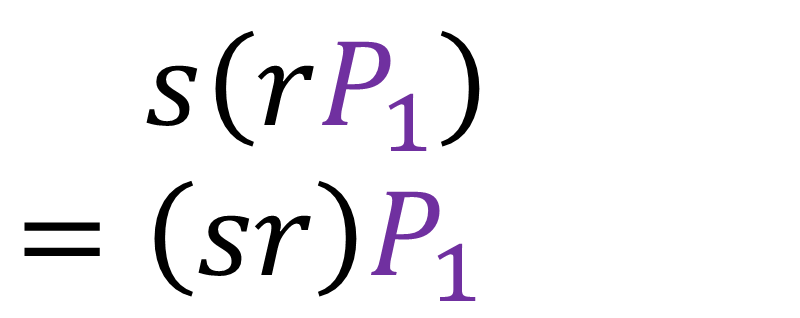 s(rP₁)
= (sr)P₁